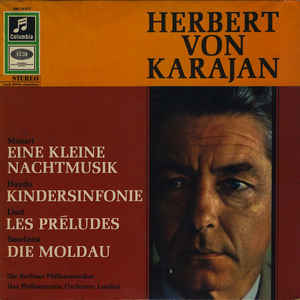 Columbia
STEREO
HERBERT
VON
KARAJAN
Mozart
EINE KLEINE
NACHTMUSIK
Haydn
KINDERSINFONIE
Liszt
LES PRÉLUDES
Smetana
DIE MOLDAU
Die Berliner Philharmoniker
Das Philharmonia Orchester, London